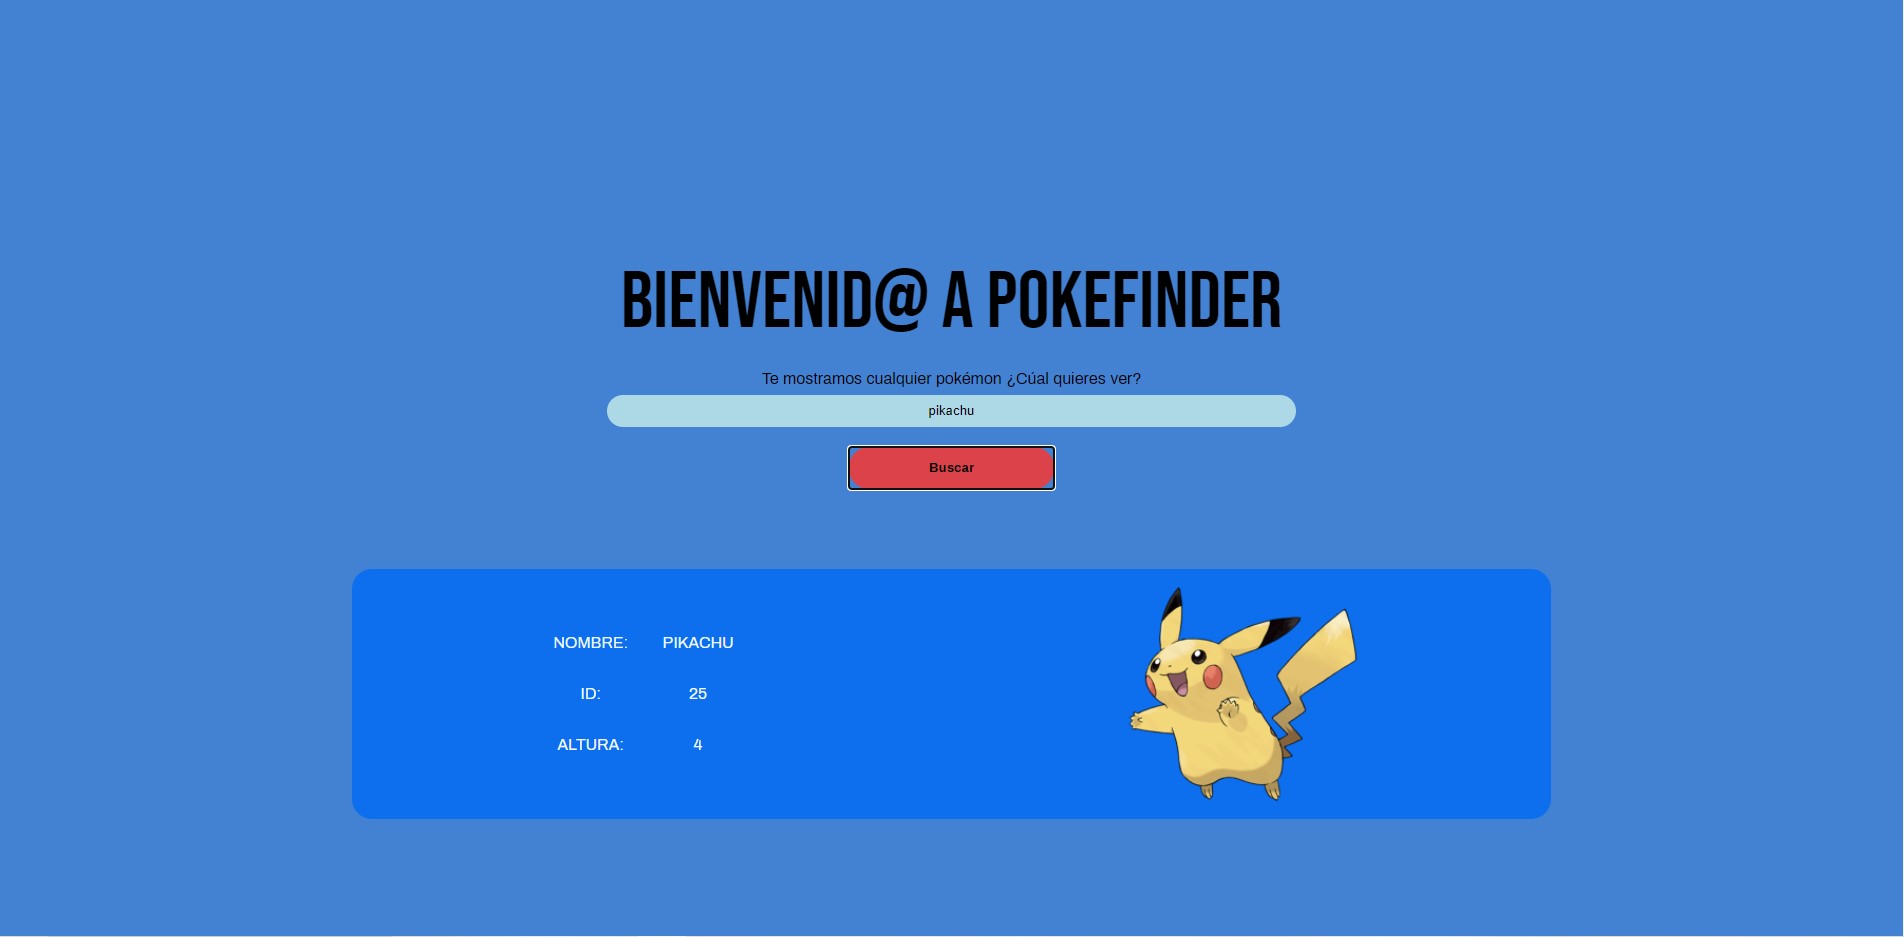 BIENVENID@ A POKEFINDER
Te mostramos cualquier pokémon ¿Cúal quieres ver?
pikachu
Buscar
NOMBRE: PIKACHU
ID: 25
ALTURA: 4